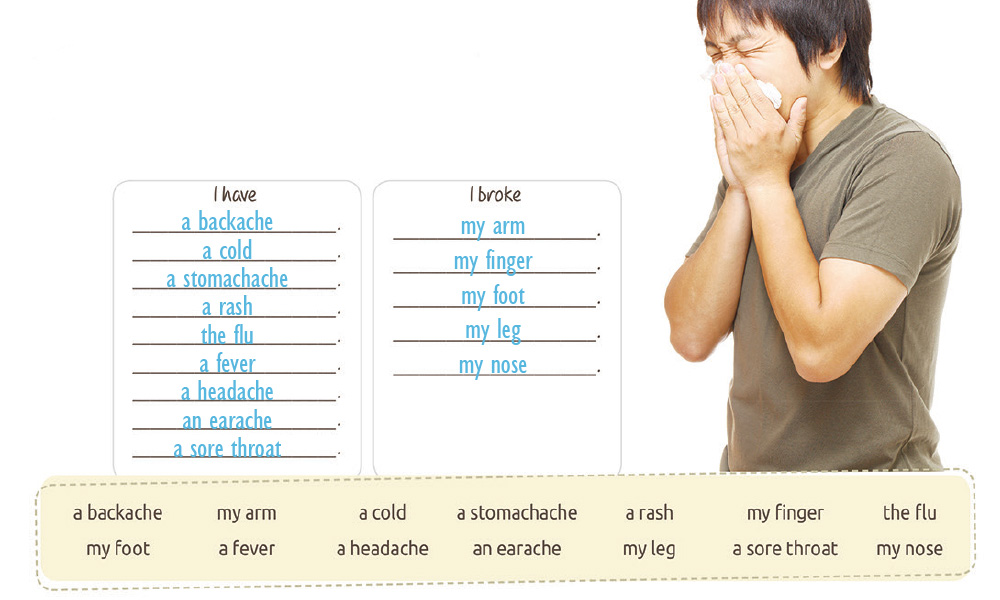 I have
a backache.
a cold.
a stomachache.
a rash.
the flu.
a fever.
a headache.
an earache.
a sore throat.
I broke
my arm.
my finger.
my foot.
my leg.
my nose.
a backache my arm a cold a stomachache a rash my finger the flu
my foot a fever a headache an earache my leg a sore throat my nose